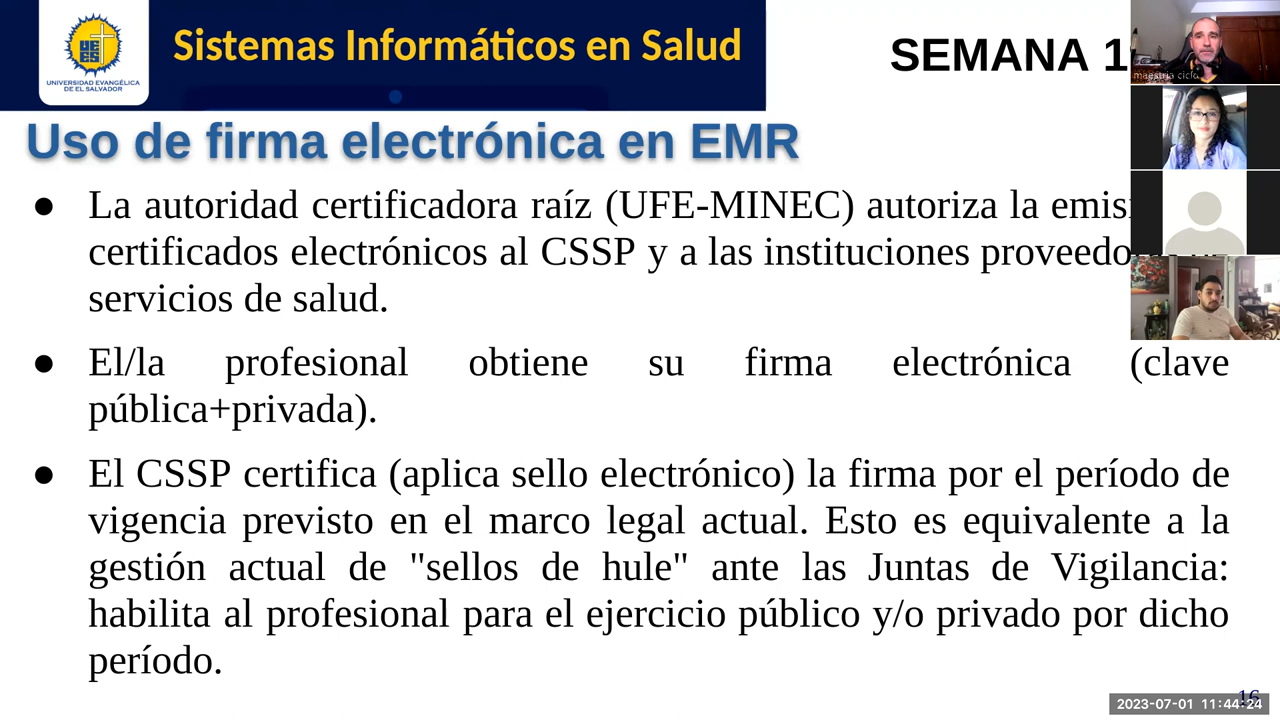 Sistemas Informáticos en Salud
UNIVERSIDAD EVANGÉLICA
DE EL SALVADOR
SEMANA 1
maestria ciclo
Uso de firma electrónica en EMR
● La autoridad certificadora raíz (UFE-MINEC) autoriza la
certificados electrónicos al CSSP y a las instituciones
servicios de salud.
● El/la profesional obtiene su firma electrónica (clave
pública+privada).
● El CSSP certifica (aplica sello electrónico) la firma por el período de
vigencia previsto en el marco legal actual. Esto es equivalente a la
gestión actual de "sellos de hule" ante las Juntas de Vigilancia:
habilita al profesional para el ejercicio público y/o privado por dicho
período.
16
2023-07-01 11:44:24